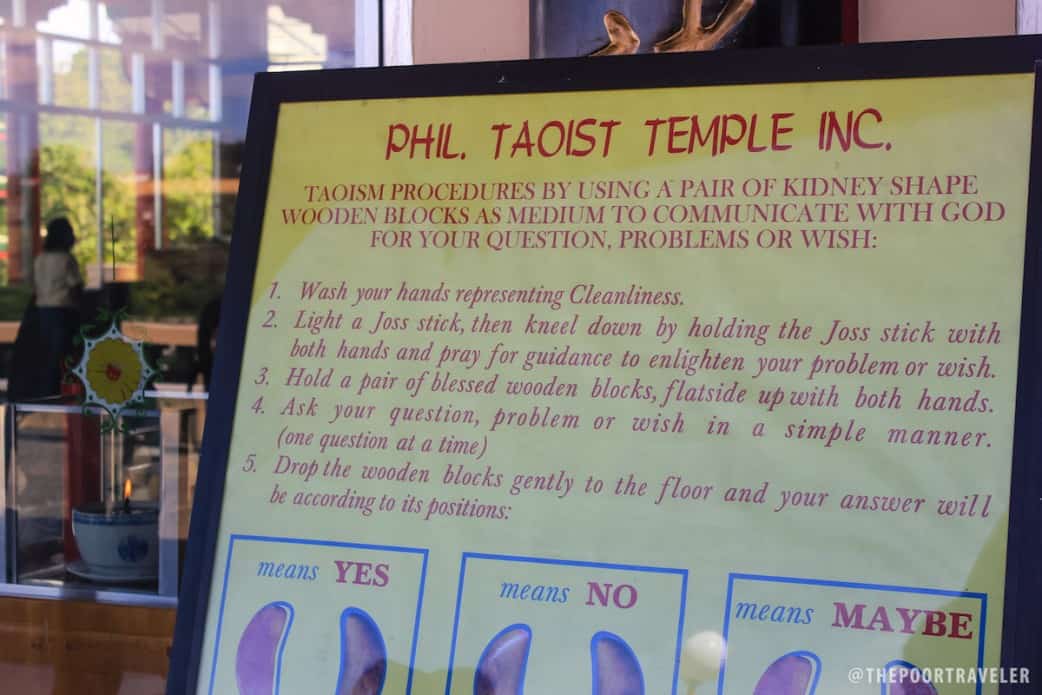 PHIL. TAOIST TEMPLE INC.
TAOISM PROCEDURES BY USING A PAIR OF KIDNEY SHAPE
WOODEN BLOCKS AS MEDIUM TO COMMUNICATE WITH GOD
FOR YOUR QUESTION, PROBLEMS OR WISH:
1. Wash your hands representing Cleanliness.
2. Light a Joss stick, then kneel down by holding the Joss stick with
both hands and pray for guidance to enlighten your problem or wish.
3. Hold a pair of blessed wooden blocks, flatside up with both hands.
4. Ask your question, problem or wish in a simple manner.
(one question at a time)
5. Drop the wooden blocks gently to the floor and your answer will
be according to its positions:
means YES
means NO
means MAYBE
@THEPOORTRAVELER